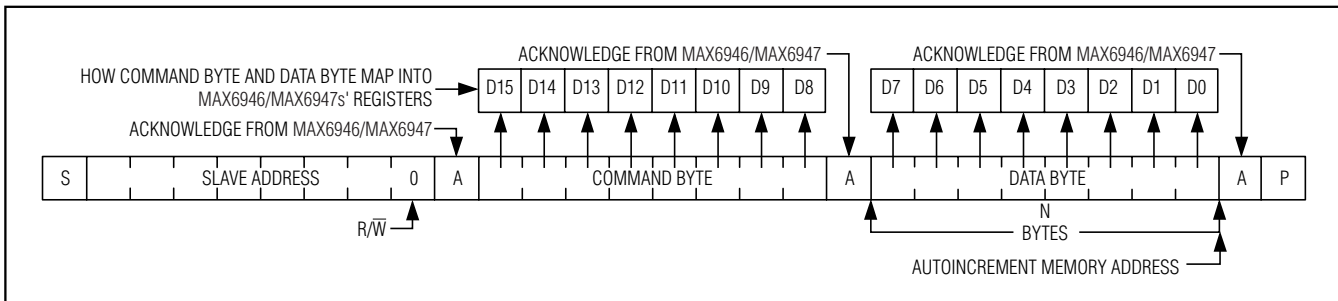 ACKNOWLEDGE FROM MAX6946/MAX6947
ACKNOWLEDGE FROM MAX6946/MAX6947
HOW COMMAND BYTE AND DATA BYTE MAP INTO
MAX6946/MAX6947s' REGISTERS
D15 D14 D13 D12 D11 D10 D9 D8
D7 D6 D5 D4 D3 D2 D1 D0
ACKNOWLEDGE FROM MAX6946/MAX6947
S SLAVE ADDRESS 0 A COMMAND BYTE A DATA BYTE A P
R/W̅
N
BYTES
AUTOINCREMENT MEMORY ADDRESS